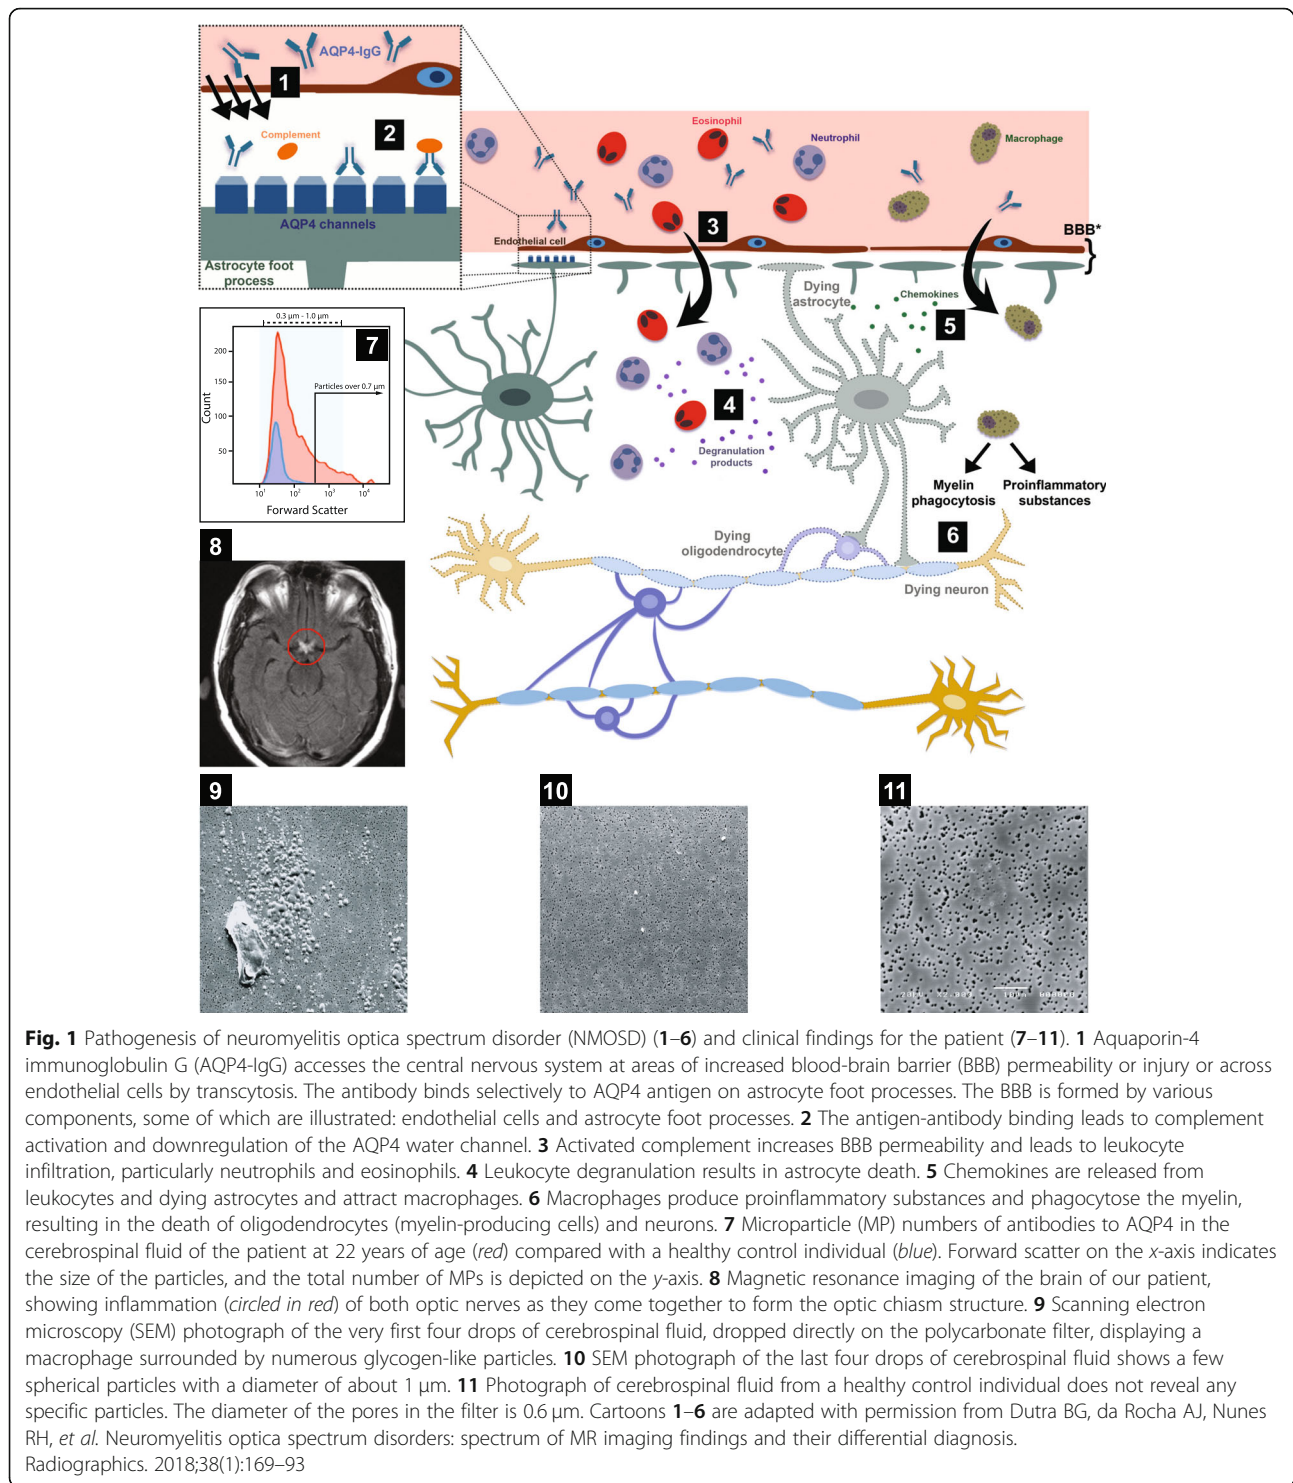 AQP4-IgG
1
Complement
2
AQP4 channels
Astrocyte foot
process
Eosinophil
Neutrophil
Macrophage
3
BBB*
}
Endothelial cell
Dying
astrocyte
Chemokines
5
4
Degranulation
products
Myelin
phagocytosis
Proinflammatory
substances
6
Dying
oligodendrocyte
Dying neuron
7
0.3 μm - 1.0 μm
Particles over 0.7 μm
200
150
100
50
Count
10¹
10²
10³
10⁴
Forward Scatter
8
9
10
11
Fig. 1 Pathogenesis of neuromyelitis optica spectrum disorder (NMOSD) (1–6) and clinical findings for the patient (7–11). 1 Aquaporin-4
immunoglobulin G (AQP4-IgG) accesses the central nervous system at areas of increased blood-brain barrier (BBB) permeability or injury or across
endothelial cells by transcytosis. The antibody binds selectively to AQP4 antigen on astrocyte foot processes. The BBB is formed by various
components, some of which are illustrated: endothelial cells and astrocyte foot processes. 2 The antigen-antibody binding leads to complement
activation and downregulation of the AQP4 water channel. 3 Activated complement increases BBB permeability and leads to leukocyte
infiltration, particularly neutrophils and eosinophils. 4 Leukocyte degranulation results in astrocyte death. 5 Chemokines are released from
leukocytes and dying astrocytes and attract macrophages. 6 Macrophages produce proinflammatory substances and phagocytose the myelin,
resulting in the death of oligodendrocytes (myelin-producing cells) and neurons. 7 Microparticle (MP) numbers of antibodies to AQP4 in the
cerebrospinal fluid of the patient at 22 years of age (red) compared with a healthy control individual (blue). Forward scatter on the x-axis indicates
the size of the particles, and the total number of MPs is depicted on the y-axis. 8 Magnetic resonance imaging of the brain of our patient,
showing inflammation (circled in red) of both optic nerves as they come together to form the optic chiasm structure. 9 Scanning electron
microscopy (SEM) photograph of the very first four drops of cerebrospinal fluid, dropped directly on the polycarbonate filter, displaying a
macrophage surrounded by numerous glycogen-like particles. 10 SEM photograph of the last four drops of cerebrospinal fluid shows a few
spherical particles with a diameter of about 1 μm. 11 Photograph of cerebrospinal fluid from a healthy control individual does not reveal any
specific particles. The diameter of the pores in the filter is 0.6 μm. Cartoons 1–6 are adapted with permission from Dutra BG, da Rocha AJ, Nunes
RH, et al. Neuromyelitis optica spectrum disorders: spectrum of MR imaging findings and their differential diagnosis.
Radiographics. 2018;38(1):169–93